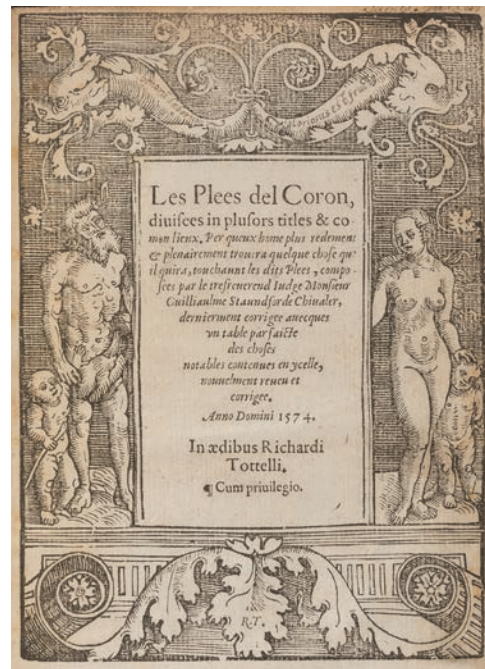 Les Plees del Coron,
diuiſees in pluſors titles & co
mon lieux. Per queux home plus redement
& plenairement trouera quelque choſe que
il quira, touchaunt les dits Plees, compo-
ſees par le treſreuerend Iudge Monſieur
Guilliaulme Staundforde Chiualer,
dernierment corrigee auecques
vn table parfaicte
des choſes
notables contenues en ycelle,
nouuelment reueu et
corrigee.
Anno Domini 1574.
In ædibus Richardi
Tottelli.
¶ Cum priuilegio.
R.T.